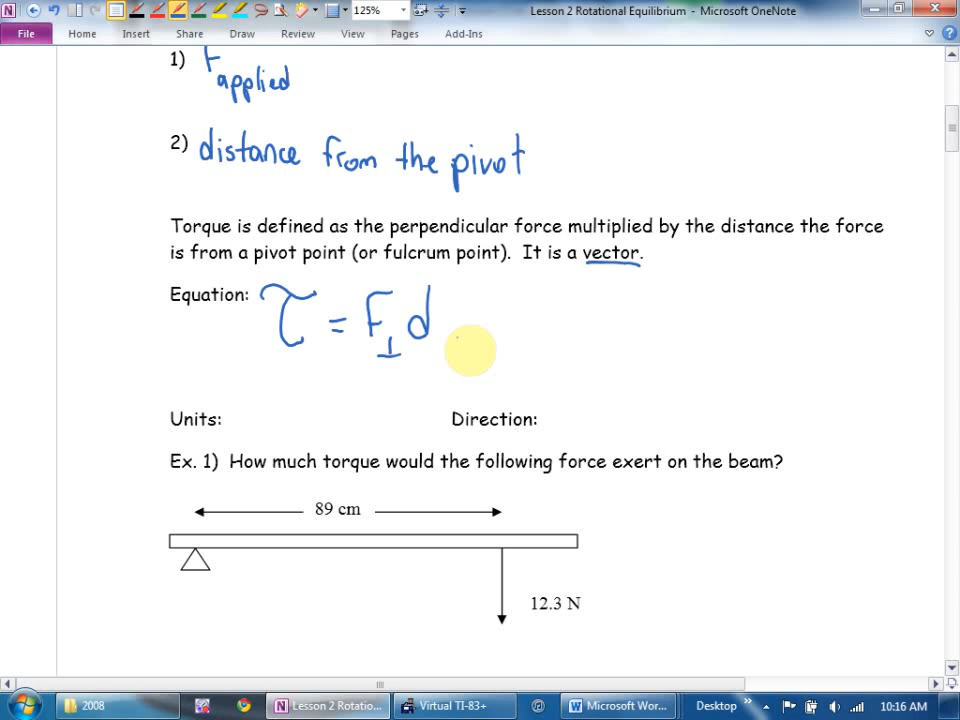 125%
Lesson 2 Rotational Equilibrium - Microsoft OneNote
File Home Insert Share Draw Review View Pages Add-Ins
1) F applied
2) distance from the pivot
Torque is defined as the perpendicular force multiplied by the distance the force
is from a pivot point (or fulcrum point). It is a vector.
Equation: τ = F⊥ d
Units: Direction:
Ex. 1) How much torque would the following force exert on the beam?
89 cm
12.3 N
2008 Lesson 2 Rotatio... Virtual TI-83+ Microsoft Wor... Desktop 10:16 AM